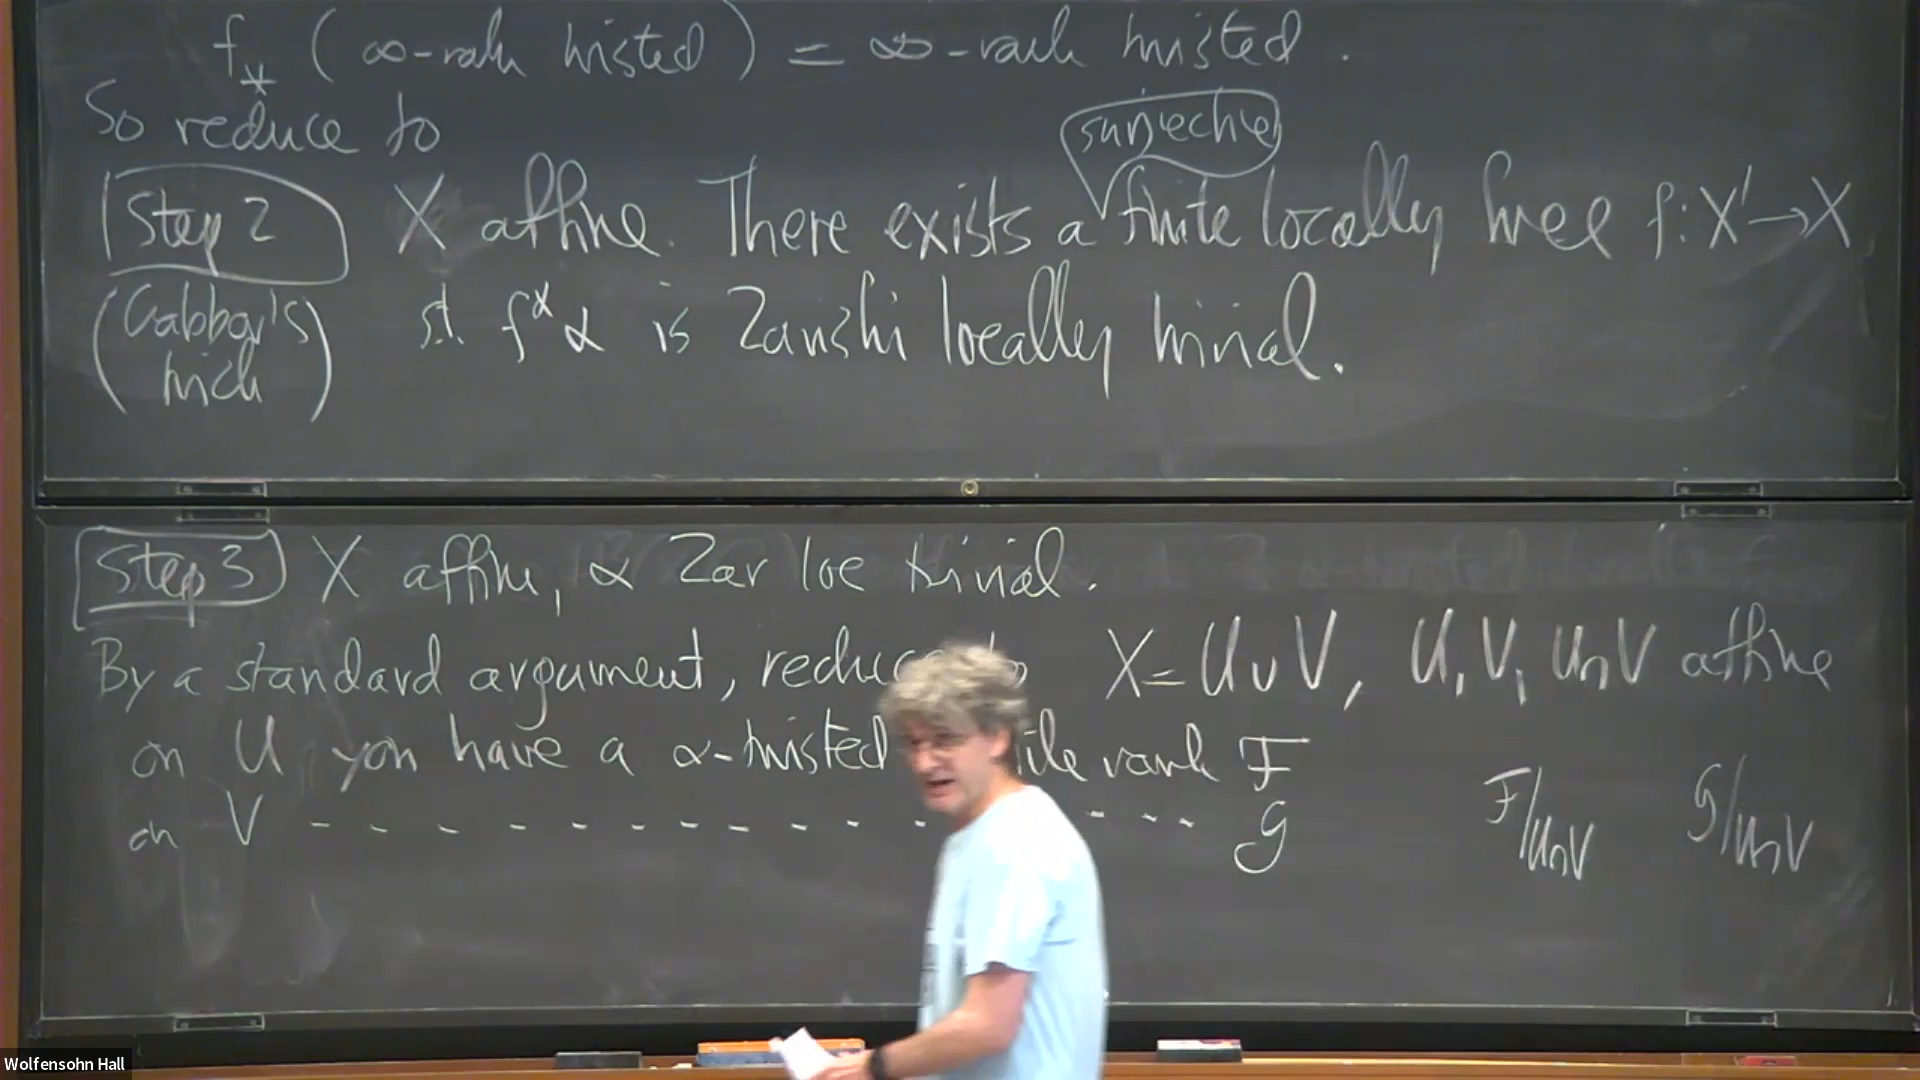 f_* (∞-rank twisted) = ∞-rank twisted.
So reduce to
surjective
Step 2 X affine. There exists a finite locally free f: X' → X
(Gabber's trick) st. f^*α is Zariski locally trivial.
Step 3 X affine, α Zar loc trivial.
By a standard argument, reduce to X = U ∪ V, U, V, U∩V affine
on U you have a α-twisted rank F
on V - - - - - - - - - - - - - - G F/U∩V G/U∩V
Wolfensohn Hall